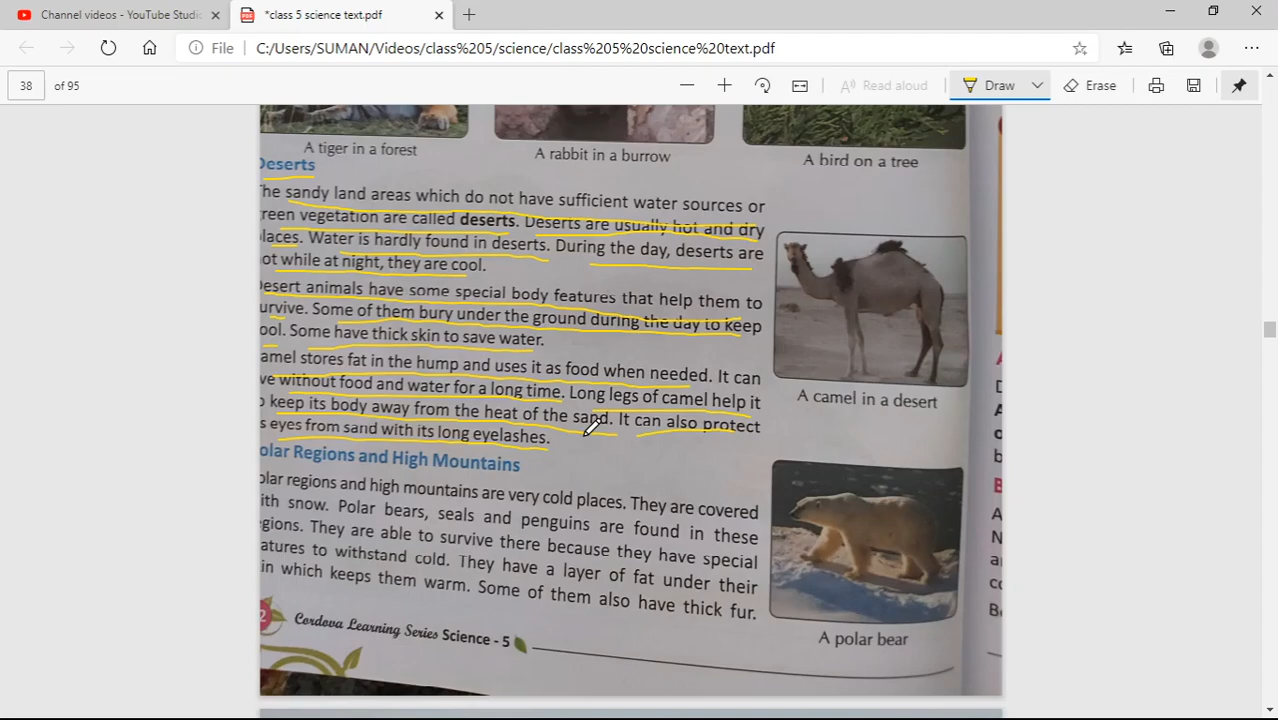 Channel videos - YouTube Studi
*class 5 science text.pdf
File C:/Users/SUMAN/Videos/class%205/science/class%205%20science%20text.pdf
38 of 95
Read aloud
Draw
Erase
A tiger in a forest
A rabbit in a burrow
A bird on a tree
Deserts
The sandy land areas which do not have sufficient water sources or
reen vegetation are called deserts. Deserts are usually hot and dry
laces. Water is hardly found in deserts. During the day, deserts are
ot while at night, they are cool.
Desert animals have some special body features that help them to
urvive. Some of them bury under the ground during the day to keep
ool. Some have thick skin to save water.
amel stores fat in the hump and uses it as food when needed. It can
ve without food and water for a long time. Long legs of camel help it
o keep its body away from the heat of the sand. It can also protect
s eyes from sand with its long eyelashes.
A camel in a desert
olar Regions and High Mountains
olar regions and high mountains are very cold places. They are covered
ith snow. Polar bears, seals and penguins are found in these
egions. They are able to survive there because they have special
atures to withstand cold. They have a layer of fat under their
in which keeps them warm. Some of them also have thick fur.
A polar bear
2 Cordova Learning Series Science - 5